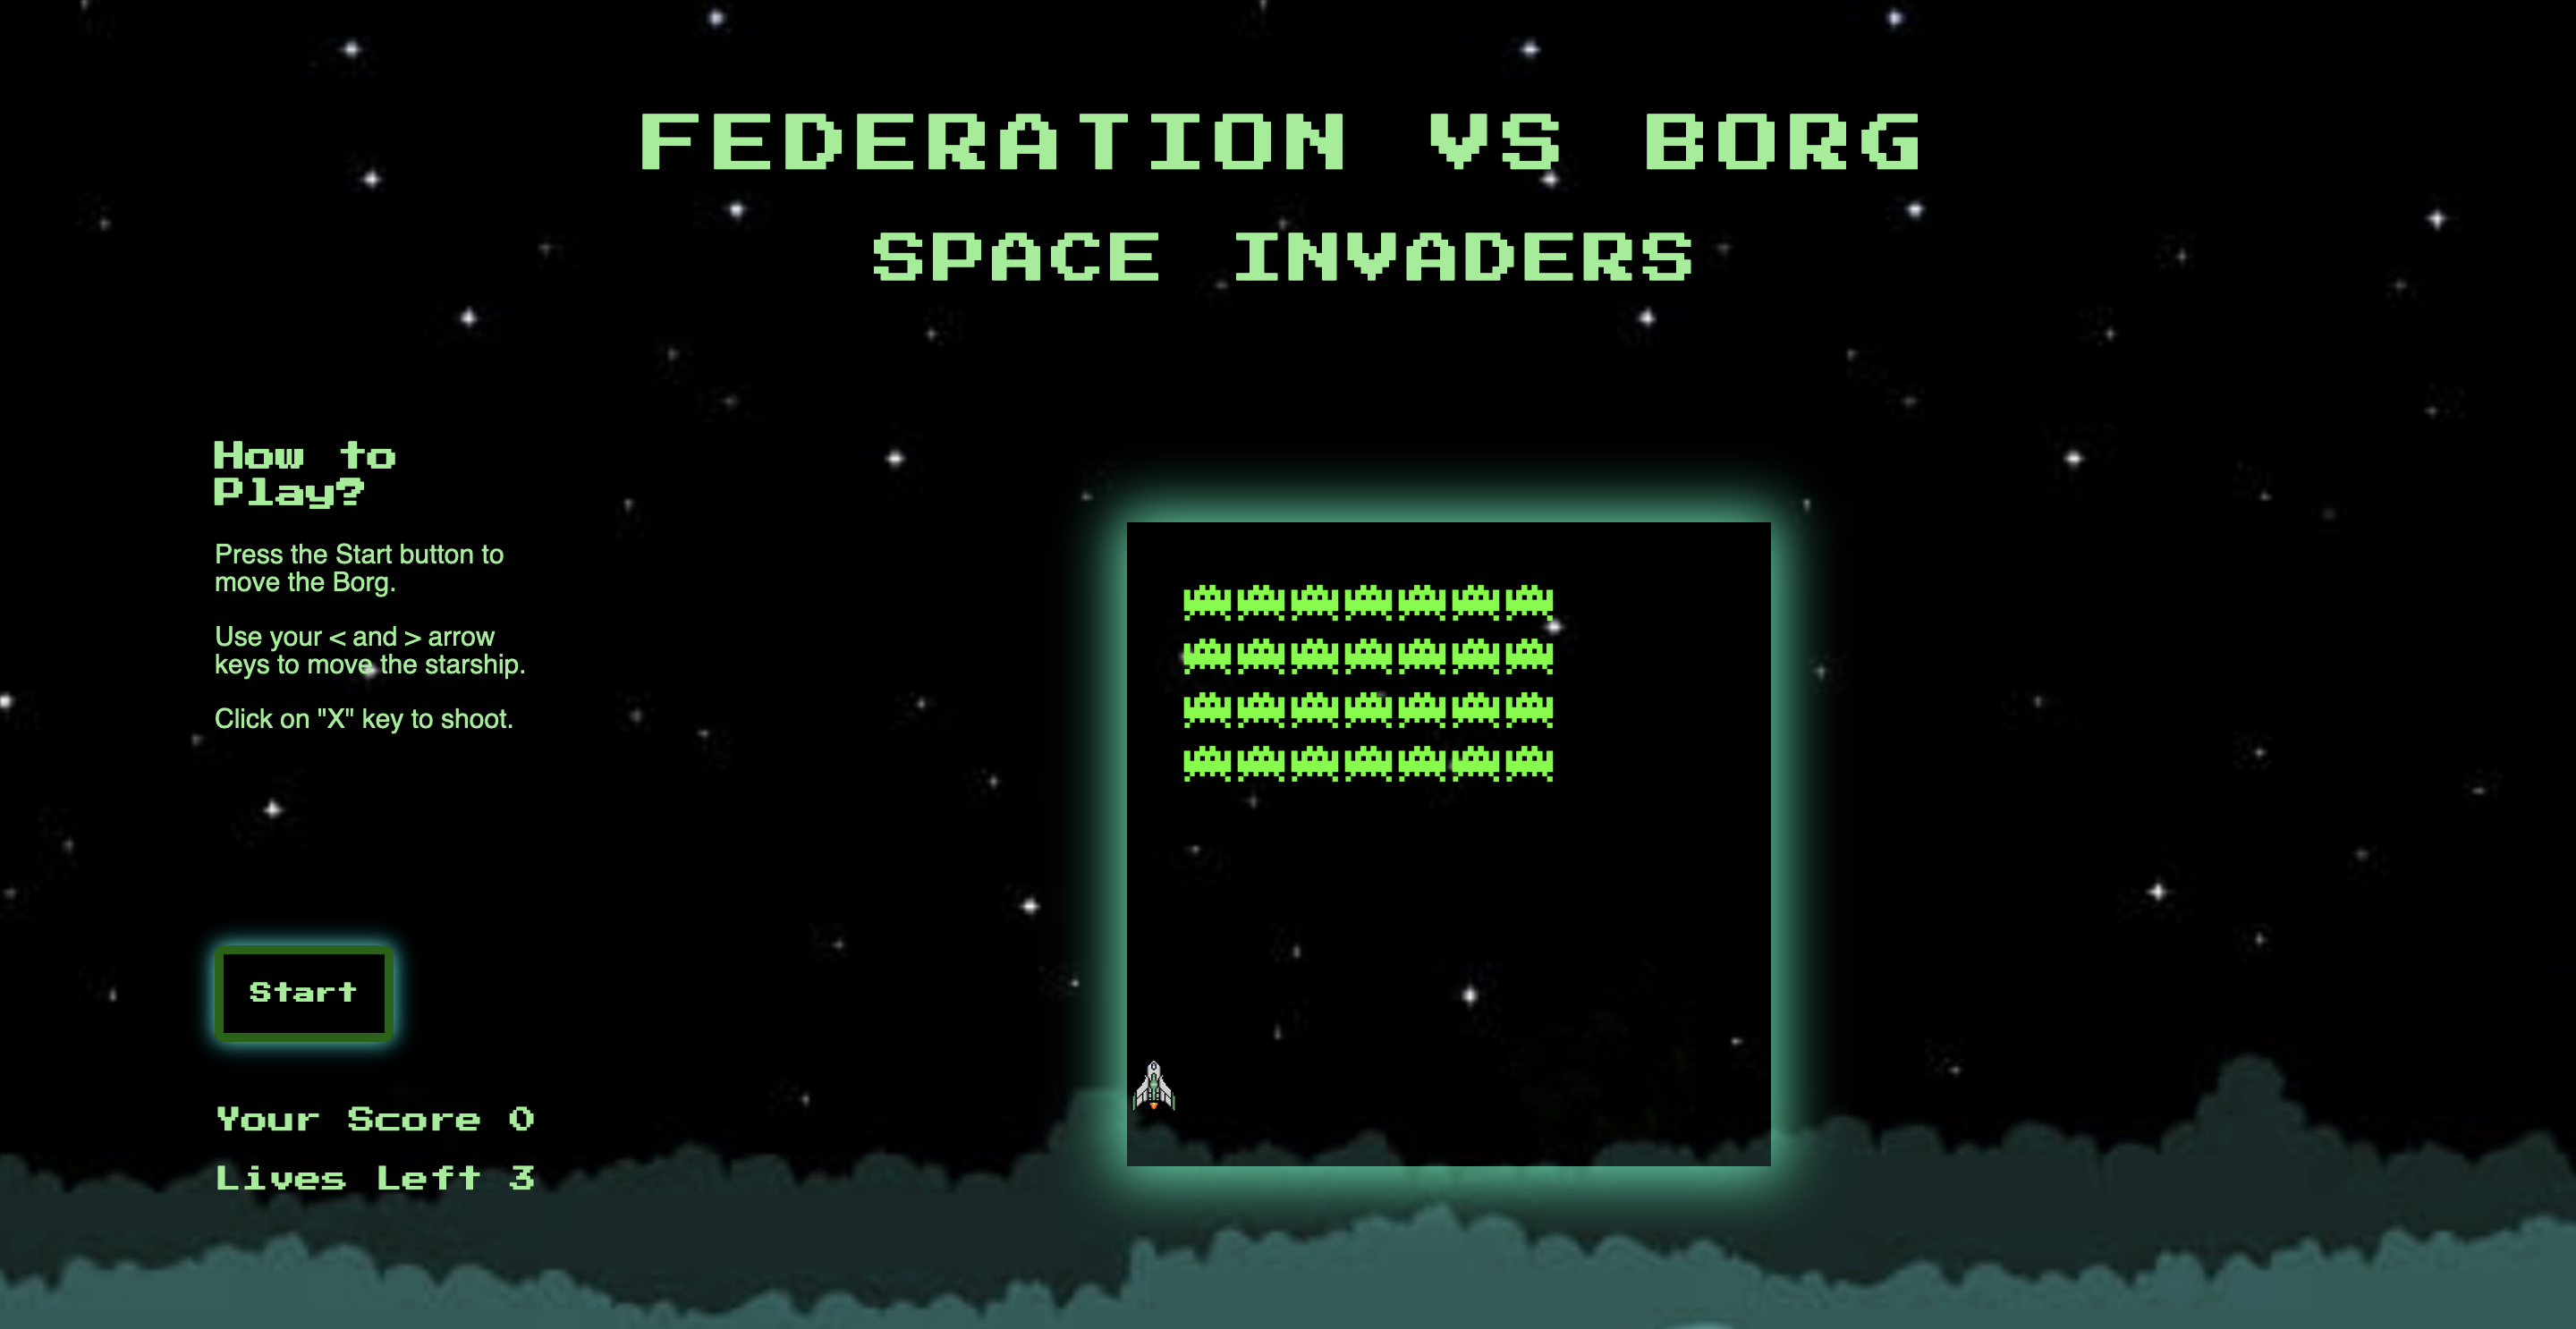 FEDERATION VS BORG
SPACE INVADERS
How to
Play?
Press the Start button to
move the Borg.
Use your < and > arrow
keys to move the starship.
Click on "X" key to shoot.
Start
Your Score 0
Lives Left 3